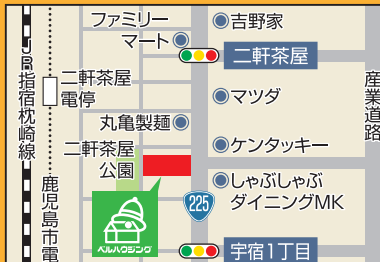 ファミリー
マート
吉野家
二軒茶屋
JR指宿枕崎線
二軒茶屋
電停
マツダ
産業道路
丸亀製麺
二軒茶屋
公園
ケンタッキー
しゃぶしゃぶ
ダイニングMK
225
鹿児島市電
ベルハウジング
宇宿1丁目